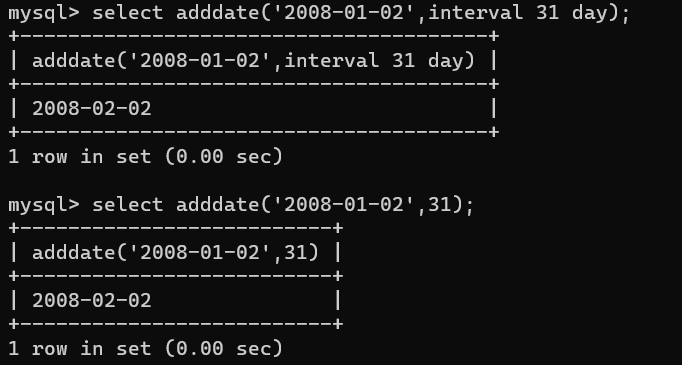 mysql> select adddate('2008-01-02',interval 31 day);
+---------------------------------------+
| adddate('2008-01-02',interval 31 day) |
+---------------------------------------+
| 2008-02-02                            |
+---------------------------------------+
1 row in set (0.00 sec)

mysql> select adddate('2008-01-02',31);
+--------------------------+
| adddate('2008-01-02',31) |
+--------------------------+
| 2008-02-02               |
+--------------------------+
1 row in set (0.00 sec)